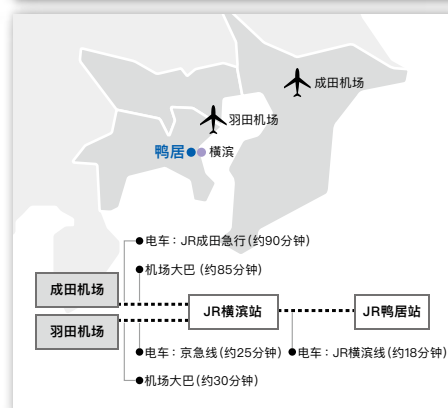 成田机场
羽田机场
鸭居
横滨
电车：JR成田急行(约90分钟)
机场大巴 (约85分钟)
成田机场
羽田机场
JR横滨站
JR鸭居站
电车：京急线(约25分钟)
电车：JR横滨线(约18分钟)
机场大巴(约30分钟)